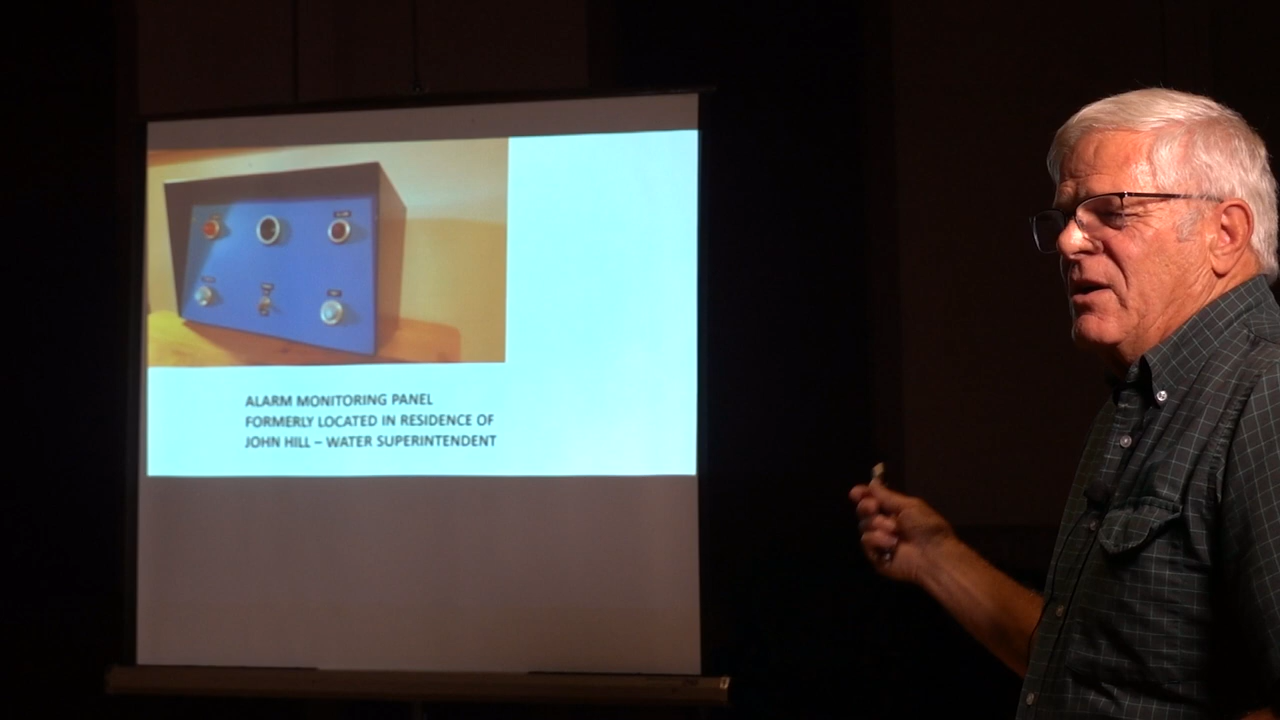 ALARM MONITORING PANEL
FORMERLY LOCATED IN RESIDENCE OF
JOHN HILL – WATER SUPERINTENDENT